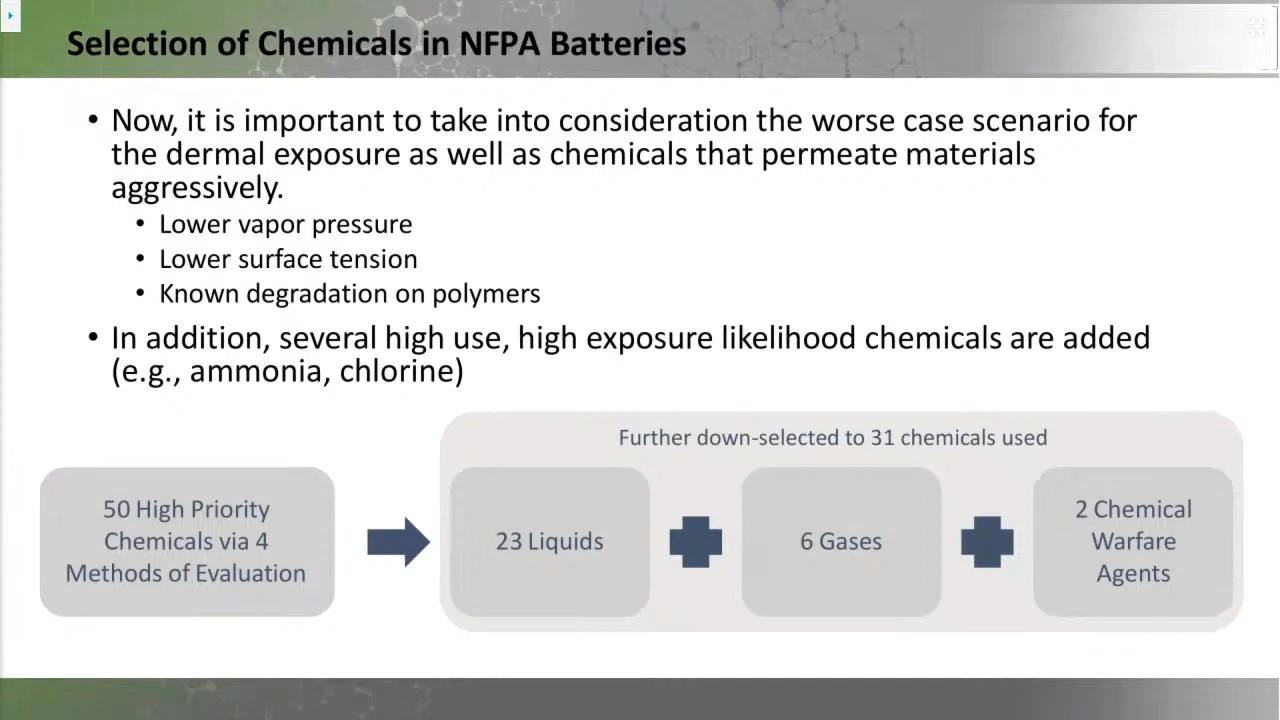 Selection of Chemicals in NFPA Batteries
• Now, it is important to take into consideration the worse case scenario for
the dermal exposure as well as chemicals that permeate materials
aggressively.
• Lower vapor pressure
• Lower surface tension
• Known degradation on polymers
• In addition, several high use, high exposure likelihood chemicals are added
(e.g., ammonia, chlorine)
Further down-selected to 31 chemicals used
50 High Priority
Chemicals via 4
Methods of Evaluation
23 Liquids
6 Gases
2 Chemical
Warfare
Agents